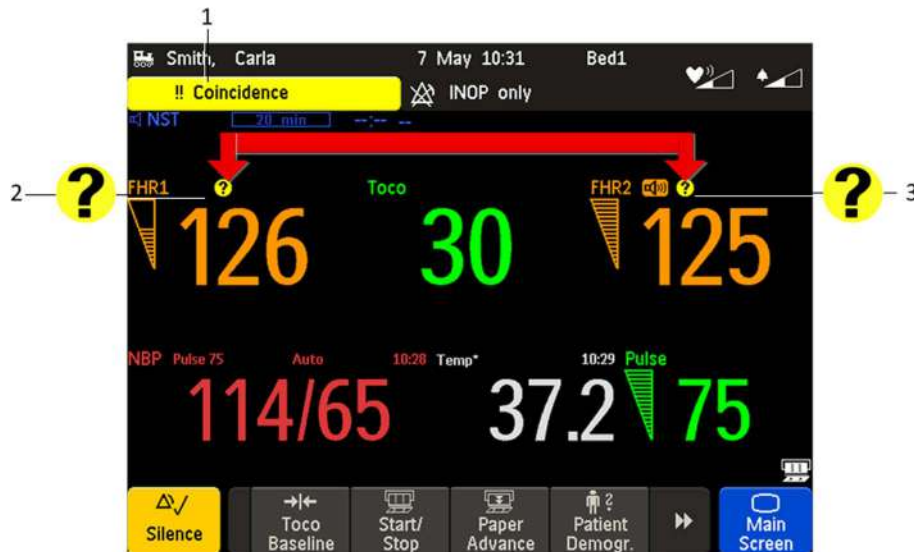 1
Smith, Carla 7 May 10:31 Bed1
!! Coincidence INOP only
NST 20 min --:-- --
2 ? FHR1 ? Toco FHR2 ? ? 3
126 30 125
NBP Pulse 75 Auto 10:28 Temp* 10:29 Pulse
114/65 37.2 75
Silence
Toco
Baseline
Start/
Stop
Paper
Advance
Patient
Demogr.
Main
Screen